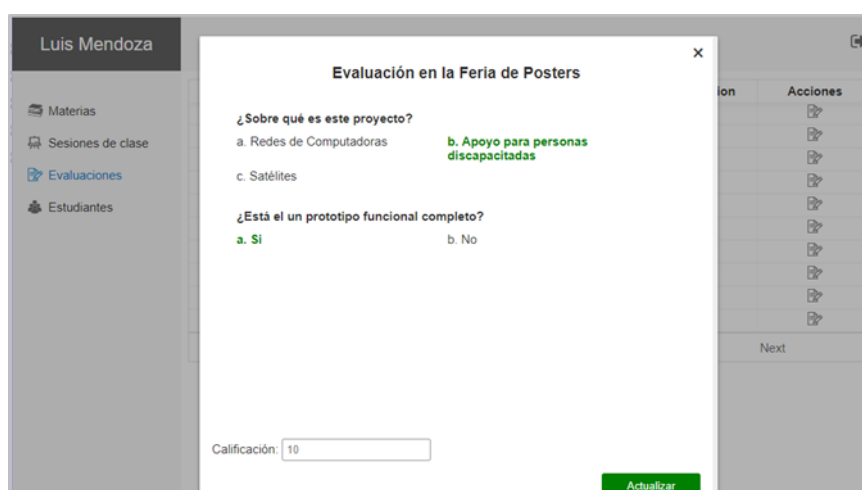 Luis Mendoza
×
Evaluación en la Feria de Posters
ion
Acciones
Materias
Sesiones de clase
Evaluaciones
Estudiantes
¿Sobre qué es este proyecto?
a. Redes de Computadoras
b. Apoyo para personas
discapacitadas
c. Satélites
¿Está el un prototipo funcional completo?
a. Si
b. No
Next
Calificación: 10
Actualizar